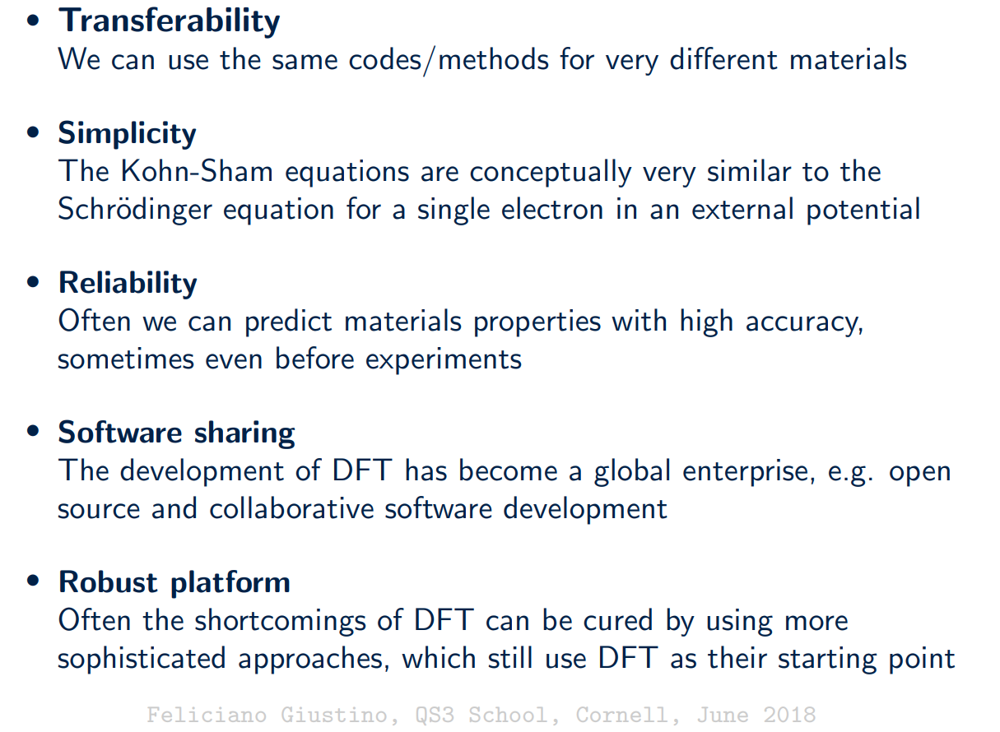 • Transferability
We can use the same codes/methods for very different materials
• Simplicity
The Kohn-Sham equations are conceptually very similar to the
Schrödinger equation for a single electron in an external potential
• Reliability
Often we can predict materials properties with high accuracy,
sometimes even before experiments
• Software sharing
The development of DFT has become a global enterprise, e.g. open
source and collaborative software development
• Robust platform
Often the shortcomings of DFT can be cured by using more
sophisticated approaches, which still use DFT as their starting point
Feliciano Giustino, QS3 School, Cornell, June 2018